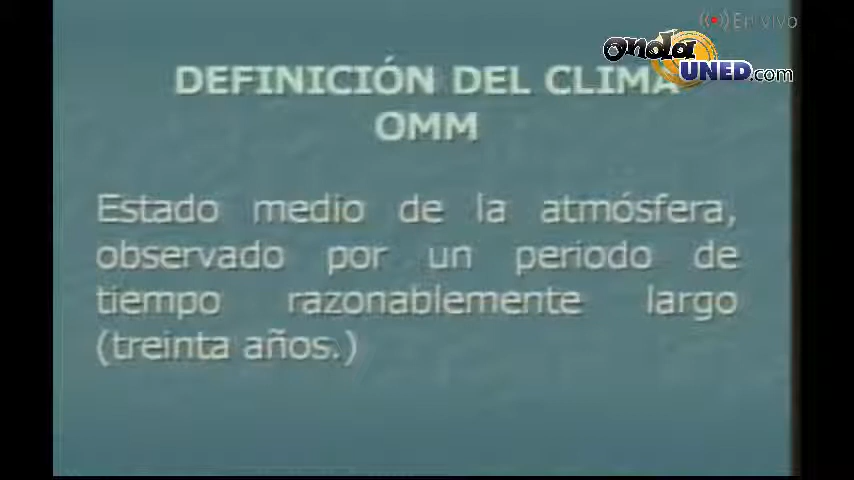 En vivo
onda
UNED.com
DEFINICIÓN DEL CLIMA
OMM
Estado medio de la atmósfera,
observado por un periodo de
tiempo razonablemente largo
(treinta años.)